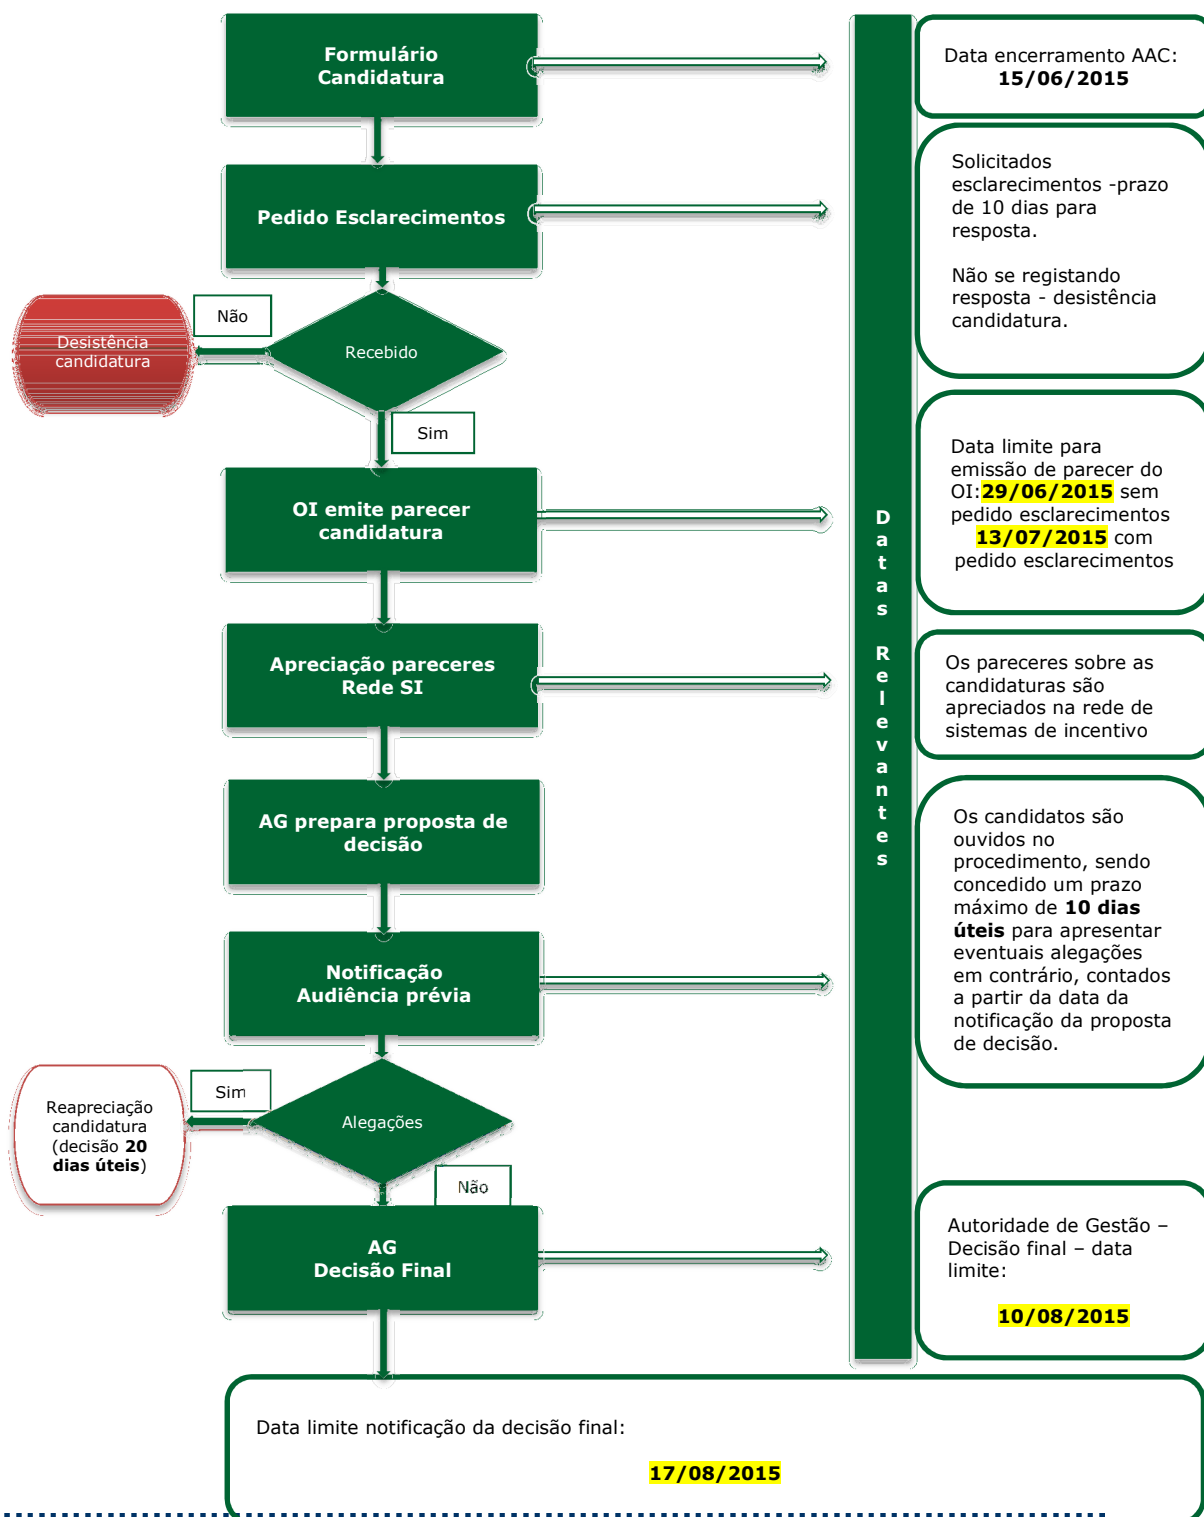 Formulário
Candidatura
Data encerramento AAC:
15/06/2015
Pedido Esclarecimentos
Solicitados
esclarecimentos -prazo
de 10 dias para
resposta.
Não se registando
resposta - desistência
candidatura.
Não
Desistência
candidatura
Recebido
Sim
OI emite parecer
candidatura
Data limite para
emissão de parecer do
OI:29/06/2015 sem
pedido esclarecimentos
13/07/2015 com
pedido esclarecimentos
Datas Relevantes
Apreciação pareceres
Rede SI
Os pareceres sobre as
candidaturas são
apreciados na rede de
sistemas de incentivo
AG prepara proposta de
decisão
Notificação
Audiência prévia
Os candidatos são
ouvidos no
procedimento, sendo
concedido um prazo
máximo de 10 dias
úteis para apresentar
eventuais alegações
em contrário, contados
a partir da data da
notificação da proposta
de decisão.
Sim
Reapreciação
candidatura
(decisão 20
dias úteis)
Alegações
Não
AG
Decisão Final
Autoridade de Gestão –
Decisão final – data
limite:
10/08/2015
Data limite notificação da decisão final:
17/08/2015